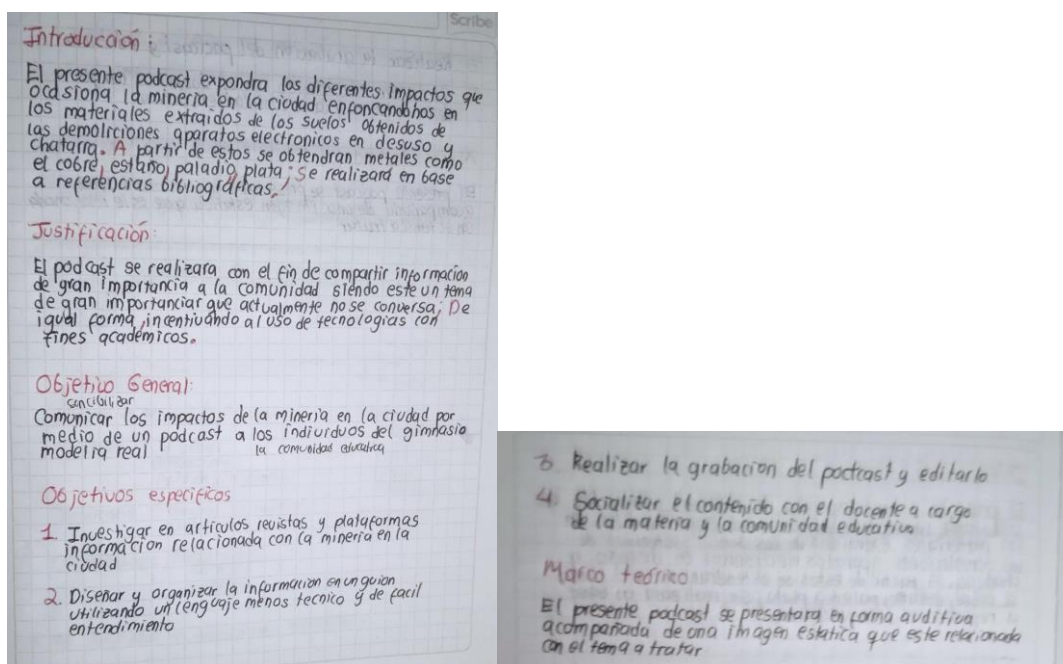 Scribe
Introducción:
El presente podcast expondra los diferentes impactos que
ocasiona la mineria en la ciudad enfoncandonos en
los materiales extraidos de los suelos obtenidos de
las demolirciones aparatos electronicos en desuso y
chatarra. A partir de estos se obtendran metales como
el cobre, estaño, paladio, plata; Se realizará en base
a referencias bibliográficas.
Justificación:
El podcast se realizara con el fin de compartir informacion
de gran importancia a la comunidad siendo este un tema
de gran importanciar que actualmente no se conversa; De
igual forma, incentivando al uso de tecnologias con
fines académicos.
Objetivo General:
sencibilizar
Comunicar los impactos de la mineria en la ciudad por
medio de un podcast a los individuos del gimnasio
modelia real la comunidad educativa
Objetivos especificos
1 Investigar en articulos revistas y plataformas
informacion relacionada con la mineria en la
ciudad
2. Diseñar y organizar la informacion en un guion
utilizando un lenguaje menos tecnico y de facil
entendimiento
3 Realizar la grabacion del podcast y editarlo
4. Socializar el contenido con el docente a cargo
de la materia y la comunidad educativa
Marco teórico
El presente podcast se presentara en forma auditiva
acompañada de una imagen estatica que este relacionada
con el tema a tratar